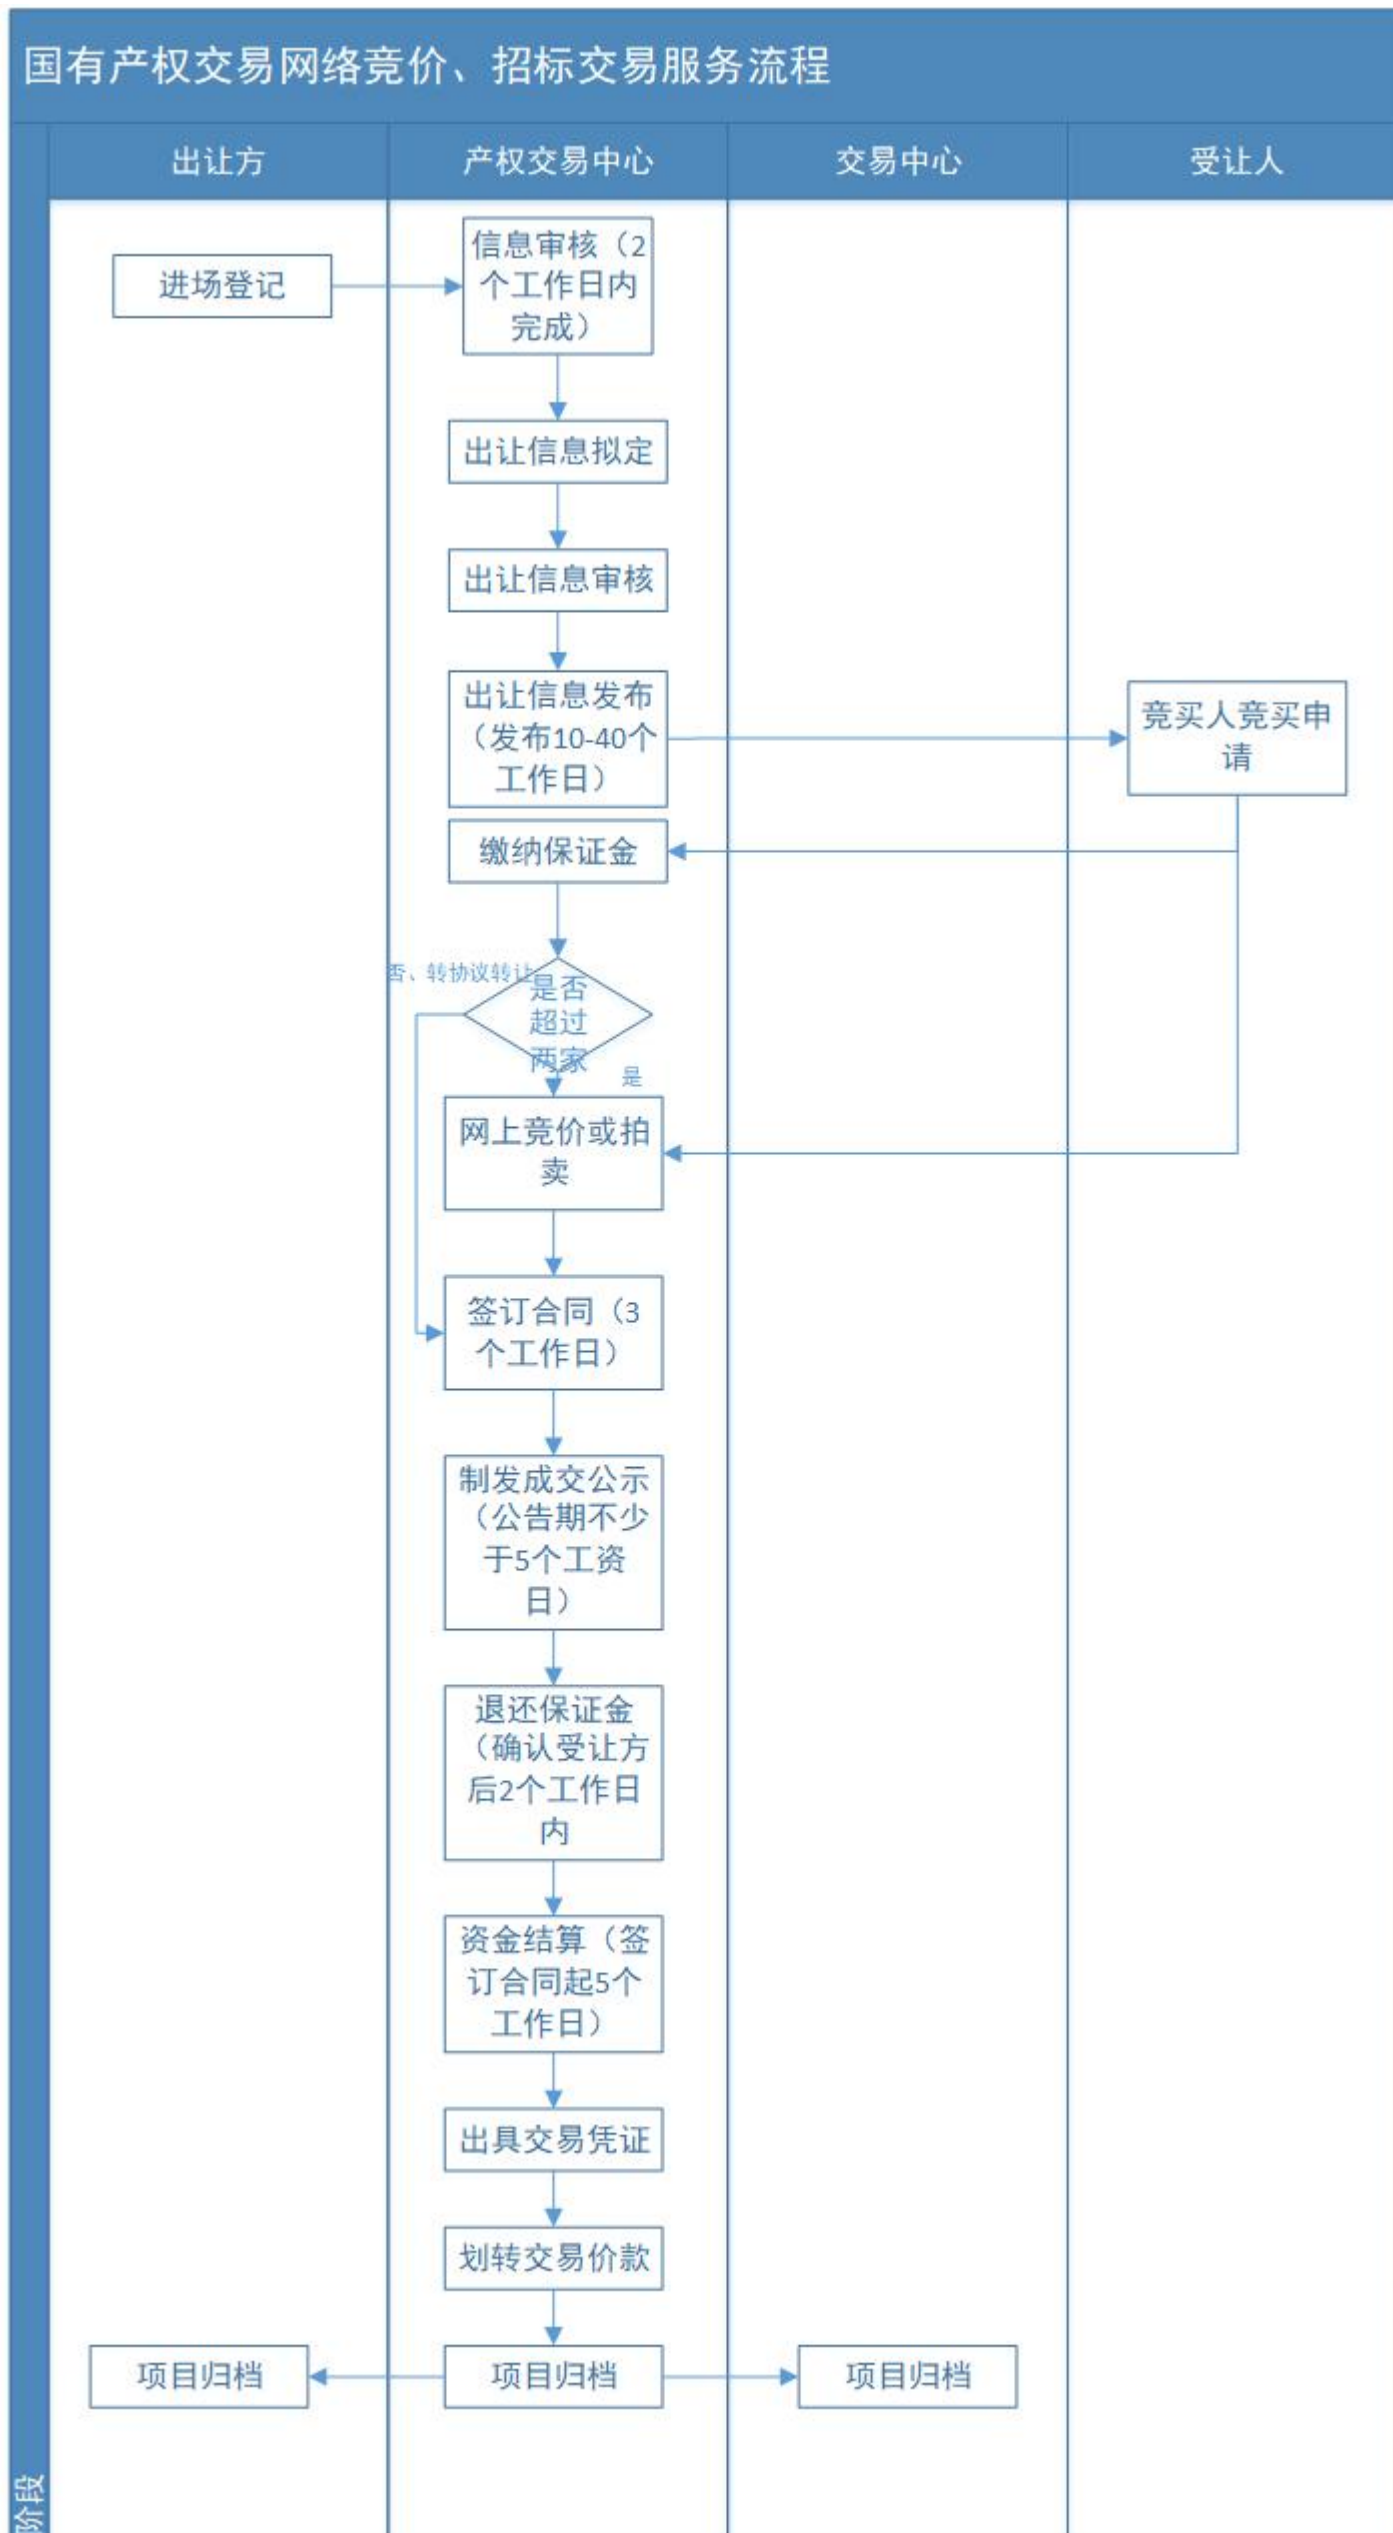 国有产权交易网络竞价、招标交易服务流程
出让方
产权交易中心
交易中心
受让人
进场登记
信息审核（2
个工作日内
完成）
出让信息拟定
出让信息审核
出让信息发布
（发布10-40个
工作日）
竞买人竞买申
请
缴纳保证金
否、转协议转让
是否
超过
两家
是
网上竞价或拍
卖
签订合同（3
个工作日）
制发成交公示
（公告期不少
于5个工资
日）
退还保证金
（确认受让方
后2个工作日
内
资金结算（签
订合同起5个
工作日）
出具交易凭证
划转交易价款
项目归档
项目归档
项目归档
阶段